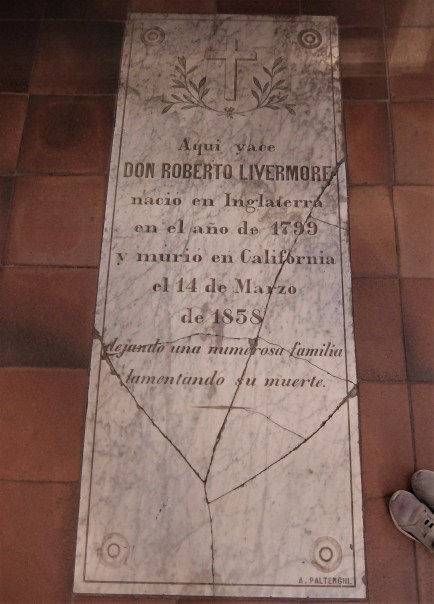 Aqui yace
DON ROBERTO LIVERMORE
nació en Inglaterra
en el año de 1799
y murio en California
el 14 de Marzo
de 1858
dejando una numerosa familia
lamentando su muerte.
A. PALTENGHI.